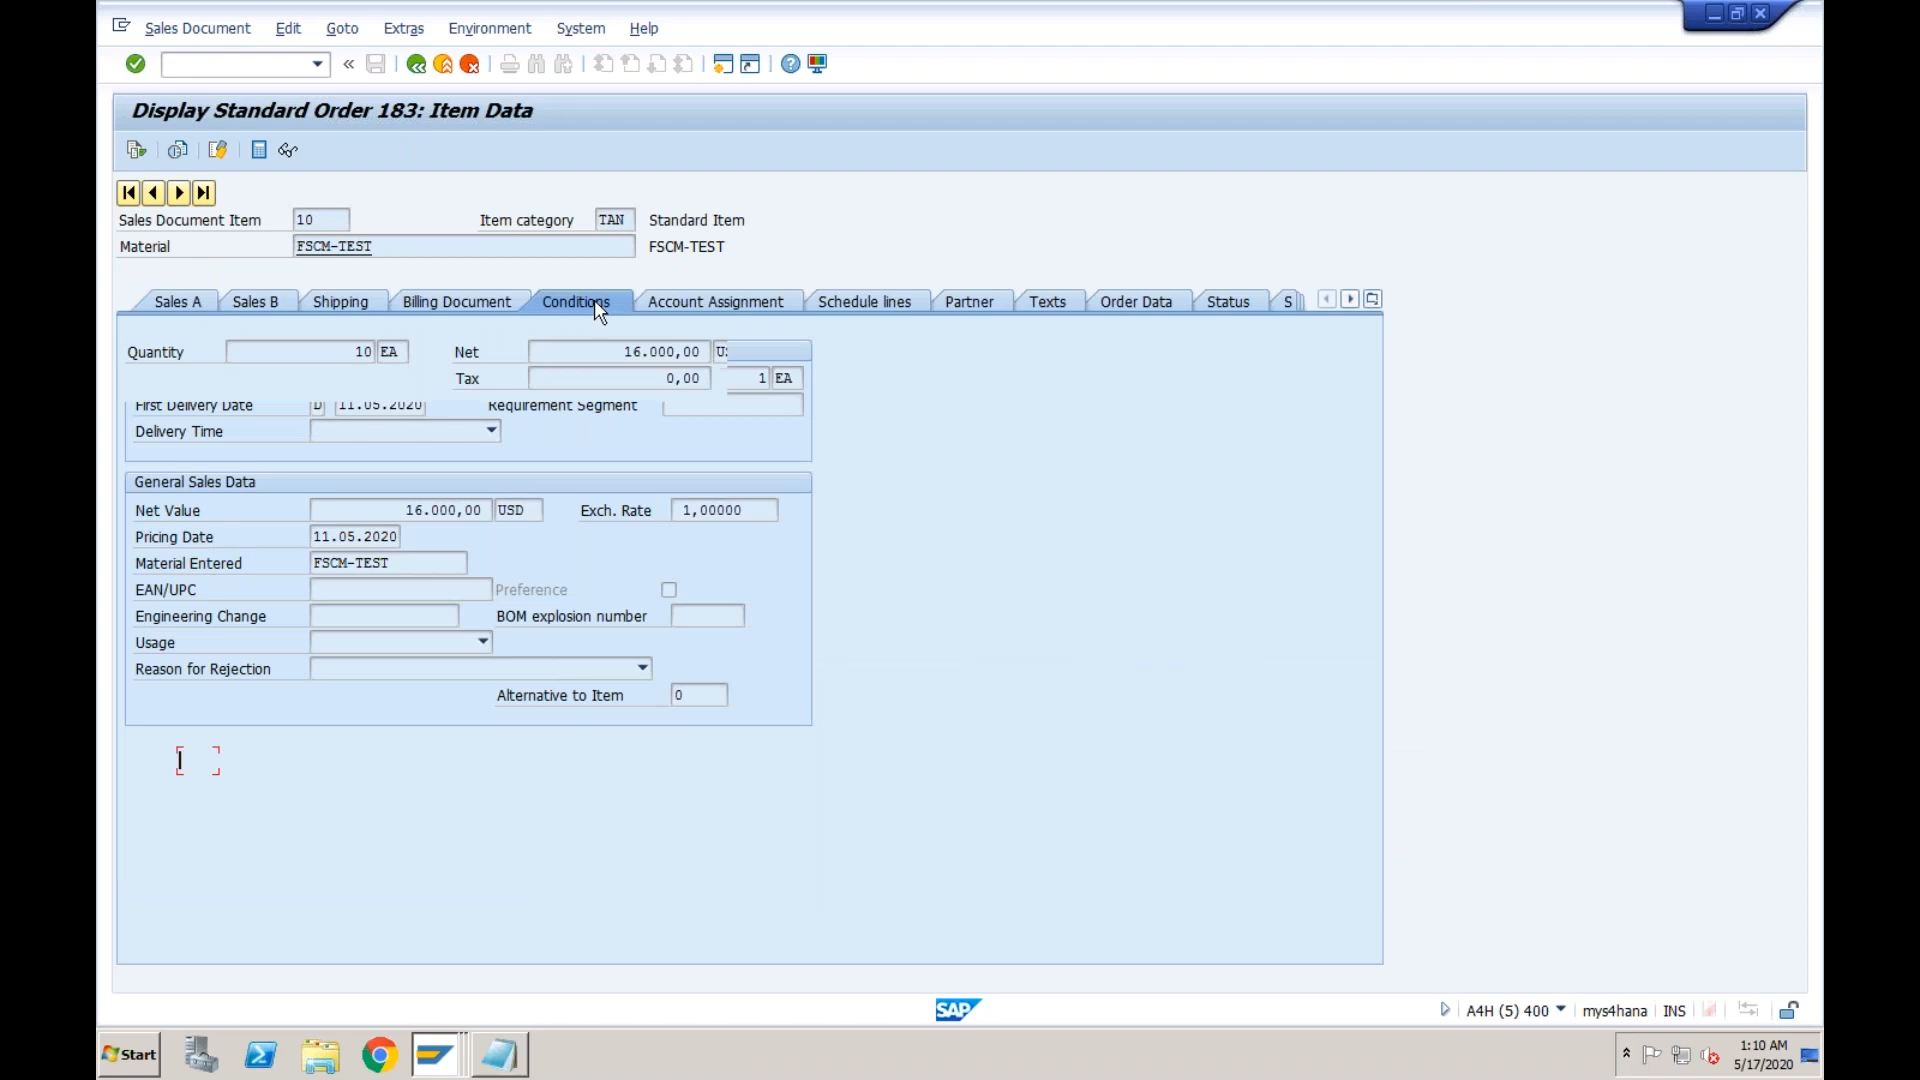 Sales Document Edit Goto Extras Environment System Help
Display Standard Order 183: Item Data
Sales Document Item 10 Item category TAN Standard Item
Material FSCM-TEST FSCM-TEST
Sales A Sales B Shipping Billing Document Conditions Account Assignment Schedule lines Partner Texts Order Data Status S
Quantity 10 EA Net 16.000,00
Tax 0,00 1 EA
First Delivery Date D 11.05.2020 Requirement Segment
Delivery Time
General Sales Data
Net Value 16.000,00 USD Exch. Rate 1,00000
Pricing Date 11.05.2020
Material Entered FSCM-TEST
EAN/UPC Preference
Engineering Change BOM explosion number
Usage
Reason for Rejection
Alternative to Item 0
SAP A4H (5) 400 mys4hana INS
Start 1:10 AM
5/17/2020